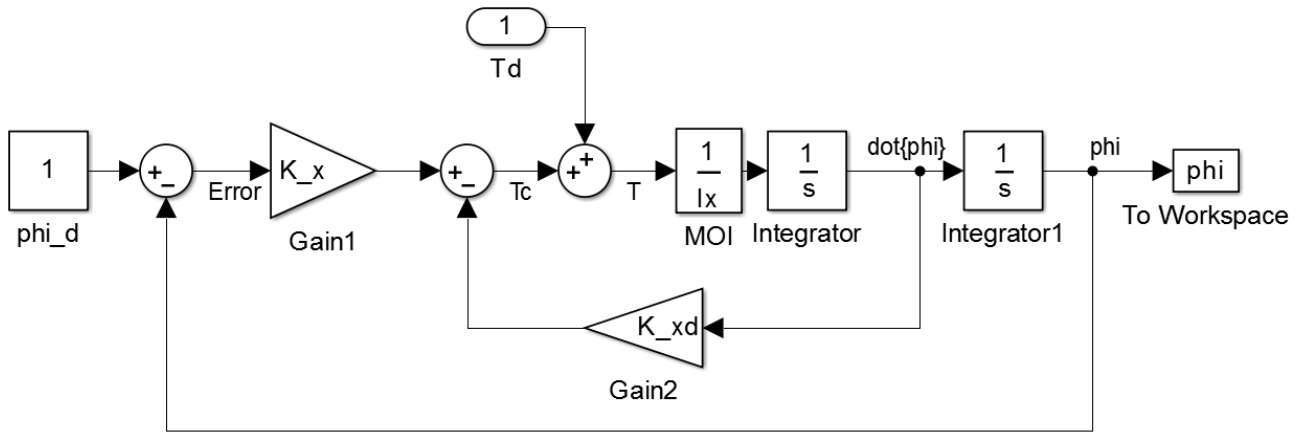 1
Td
1
phi_d
+
-
Error
K_x
Gain1
+
-
Tc
+
+
T
1
Ix
MOI
1
s
Integrator
dot{phi}
1
s
Integrator1
phi
phi
To Workspace
K_xd
Gain2